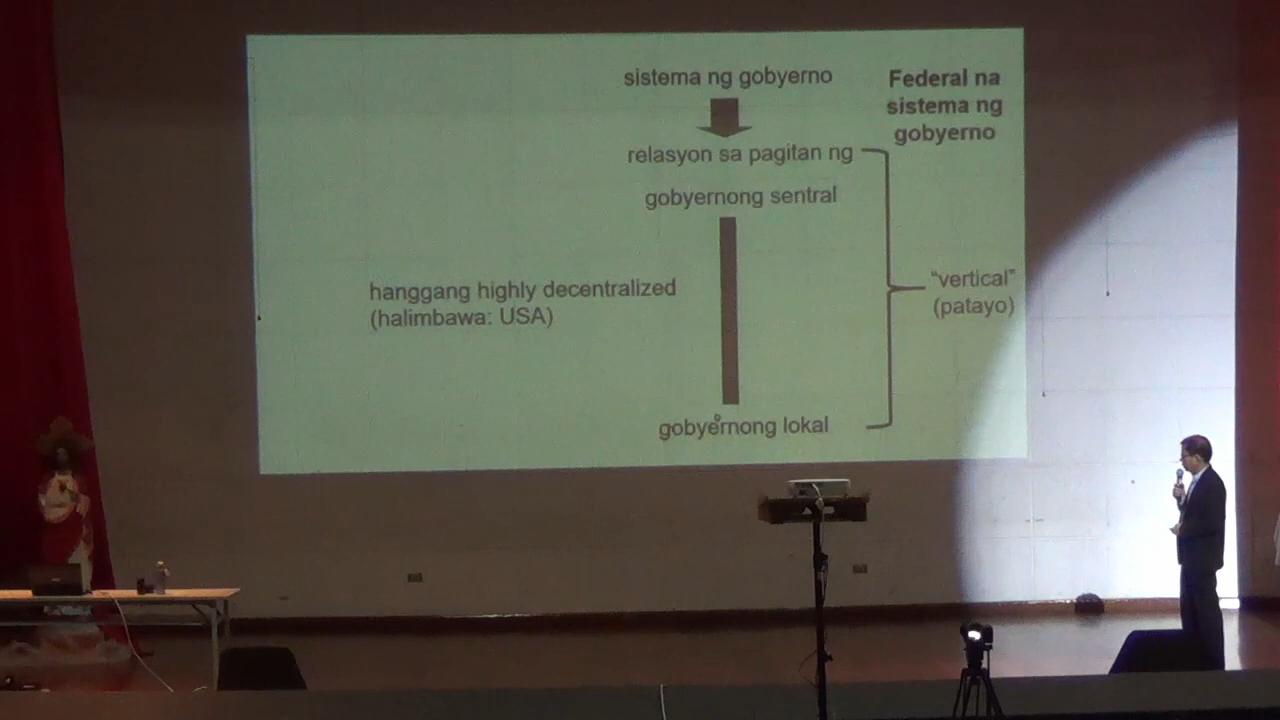 sistema ng gobyerno
Federal na
sistema ng
gobyerno
relasyon sa pagitan ng
gobyernong sentral
hanggang highly decentralized
(halimbawa: USA)
"vertical"
(patayo)
gobyernong lokal